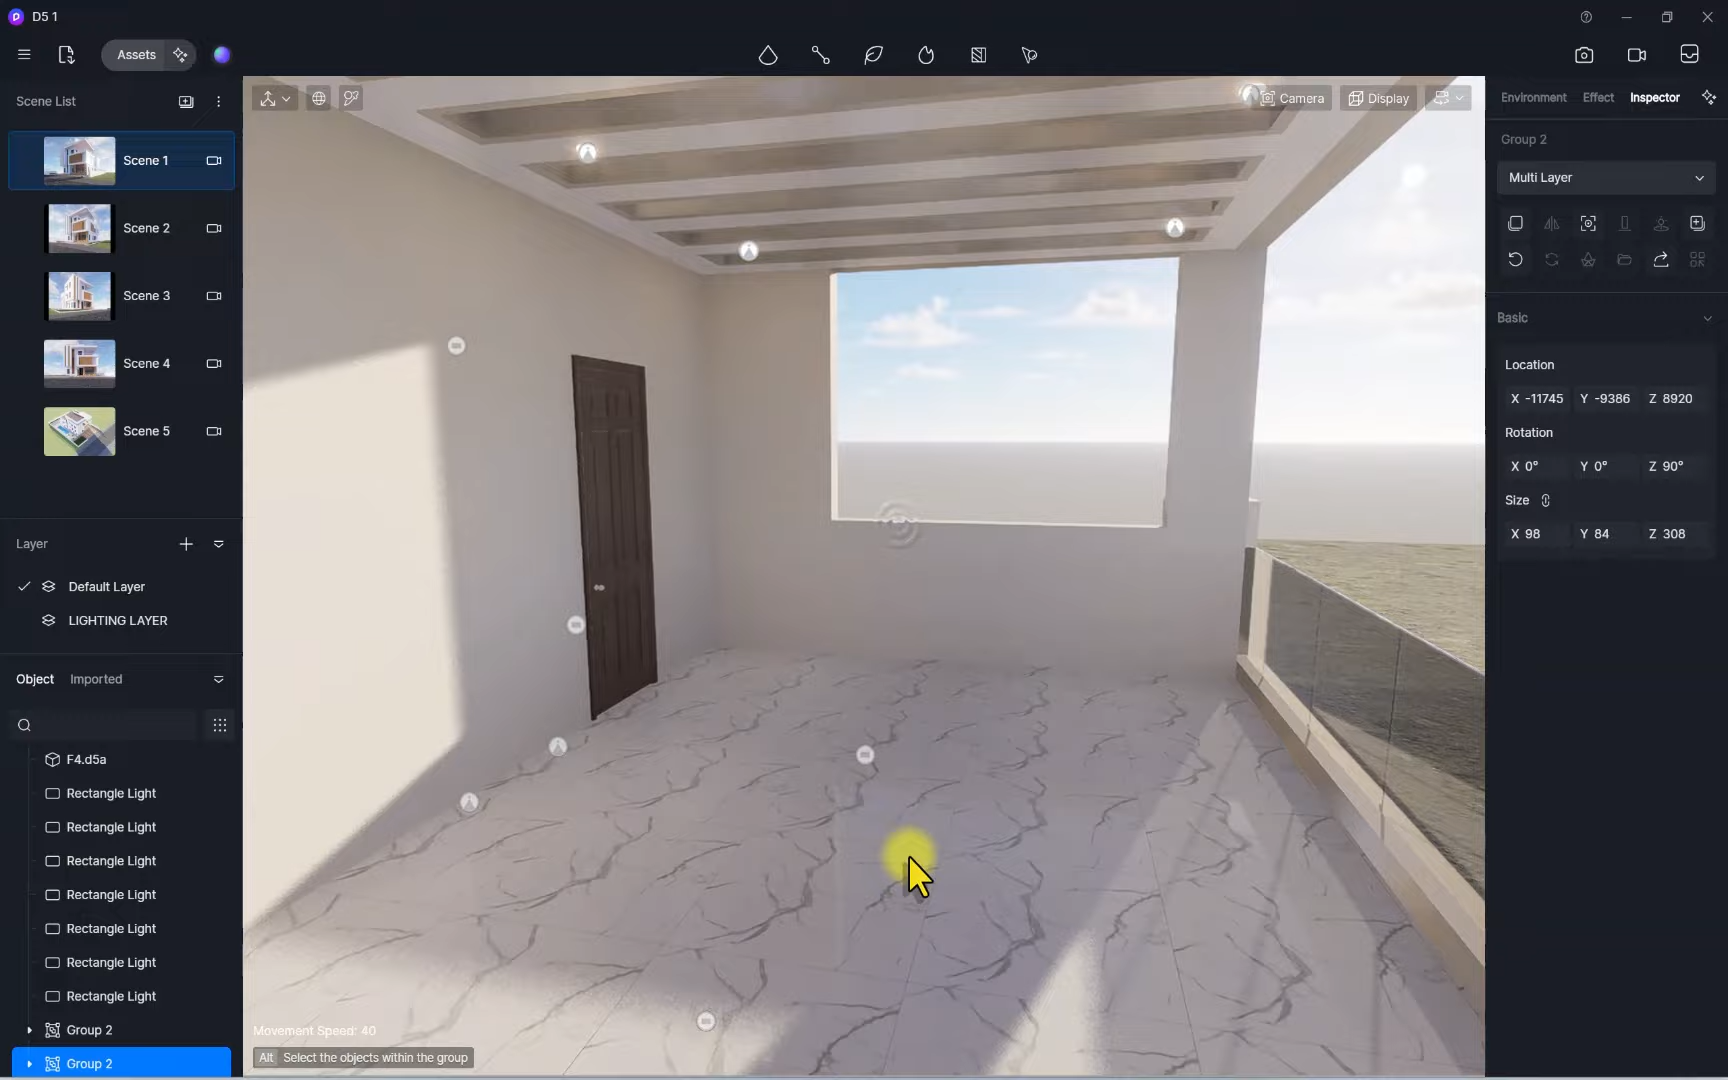 D5 1
Assets
Scene List
Scene 1
Scene 2
Scene 3
Scene 4
Scene 5
Layer
Default Layer
LIGHTING LAYER
Object Imported
F4.d5a
Rectangle Light
Rectangle Light
Rectangle Light
Rectangle Light
Rectangle Light
Rectangle Light
Rectangle Light
Group 2
Group 2
Camera Display
Movement Speed: 40
Alt Select the objects within the group
Environment Effect Inspector
Group 2
Multi Layer
Basic
Location
X -11745 Y -9386 Z 8920
Rotation
X 0° Y 0° Z 90°
Size
X 98 Y 84 Z 308